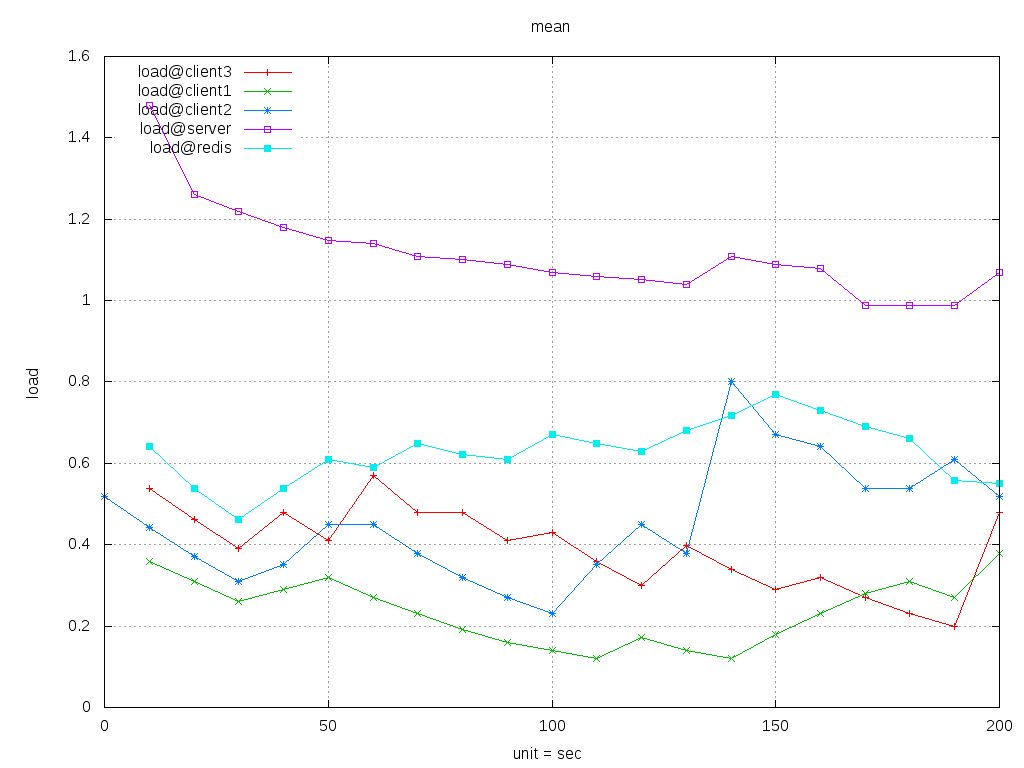 mean
1.6
1.4
1.2
1
0.8
0.6
0.4
0.2
0
load
load@client3
load@client1
load@client2
load@server
load@redis
0 50 100 150 200
unit = sec